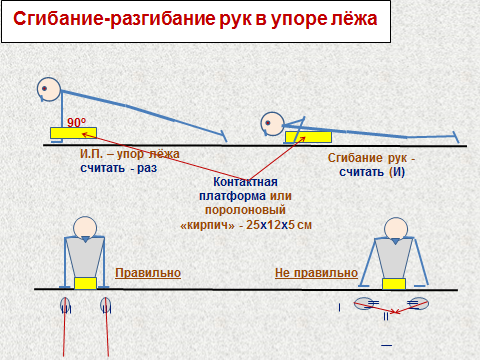 Сгибание-разгибание рук в упоре лёжа
90º
И.П. – упор лёжа
считать - раз
Сгибание рук -
считать (И)
Контактная
платформа или
поролоновый
«кирпич» - 25х12х5 см
Правильно
Не правильно